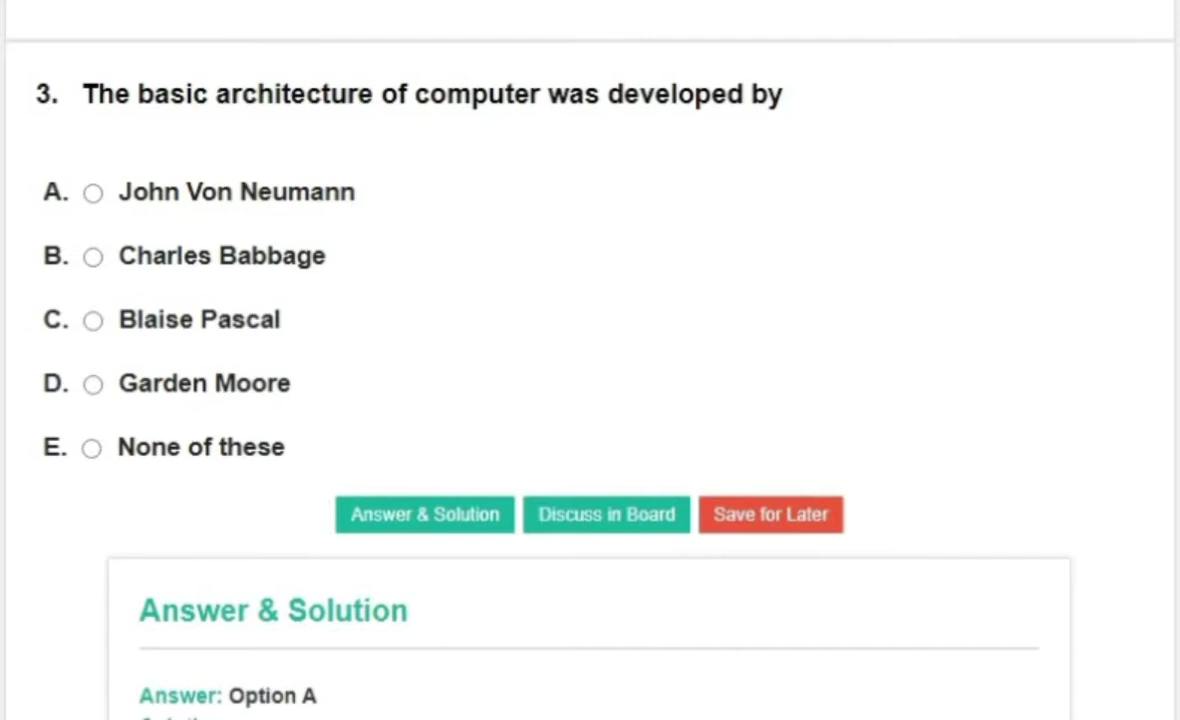 3. The basic architecture of computer was developed by
A. John Von Neumann
B. Charles Babbage
C. Blaise Pascal
D. Garden Moore
E. None of these
Answer & Solution Discuss in Board Save for Later
Answer & Solution
Answer: Option A